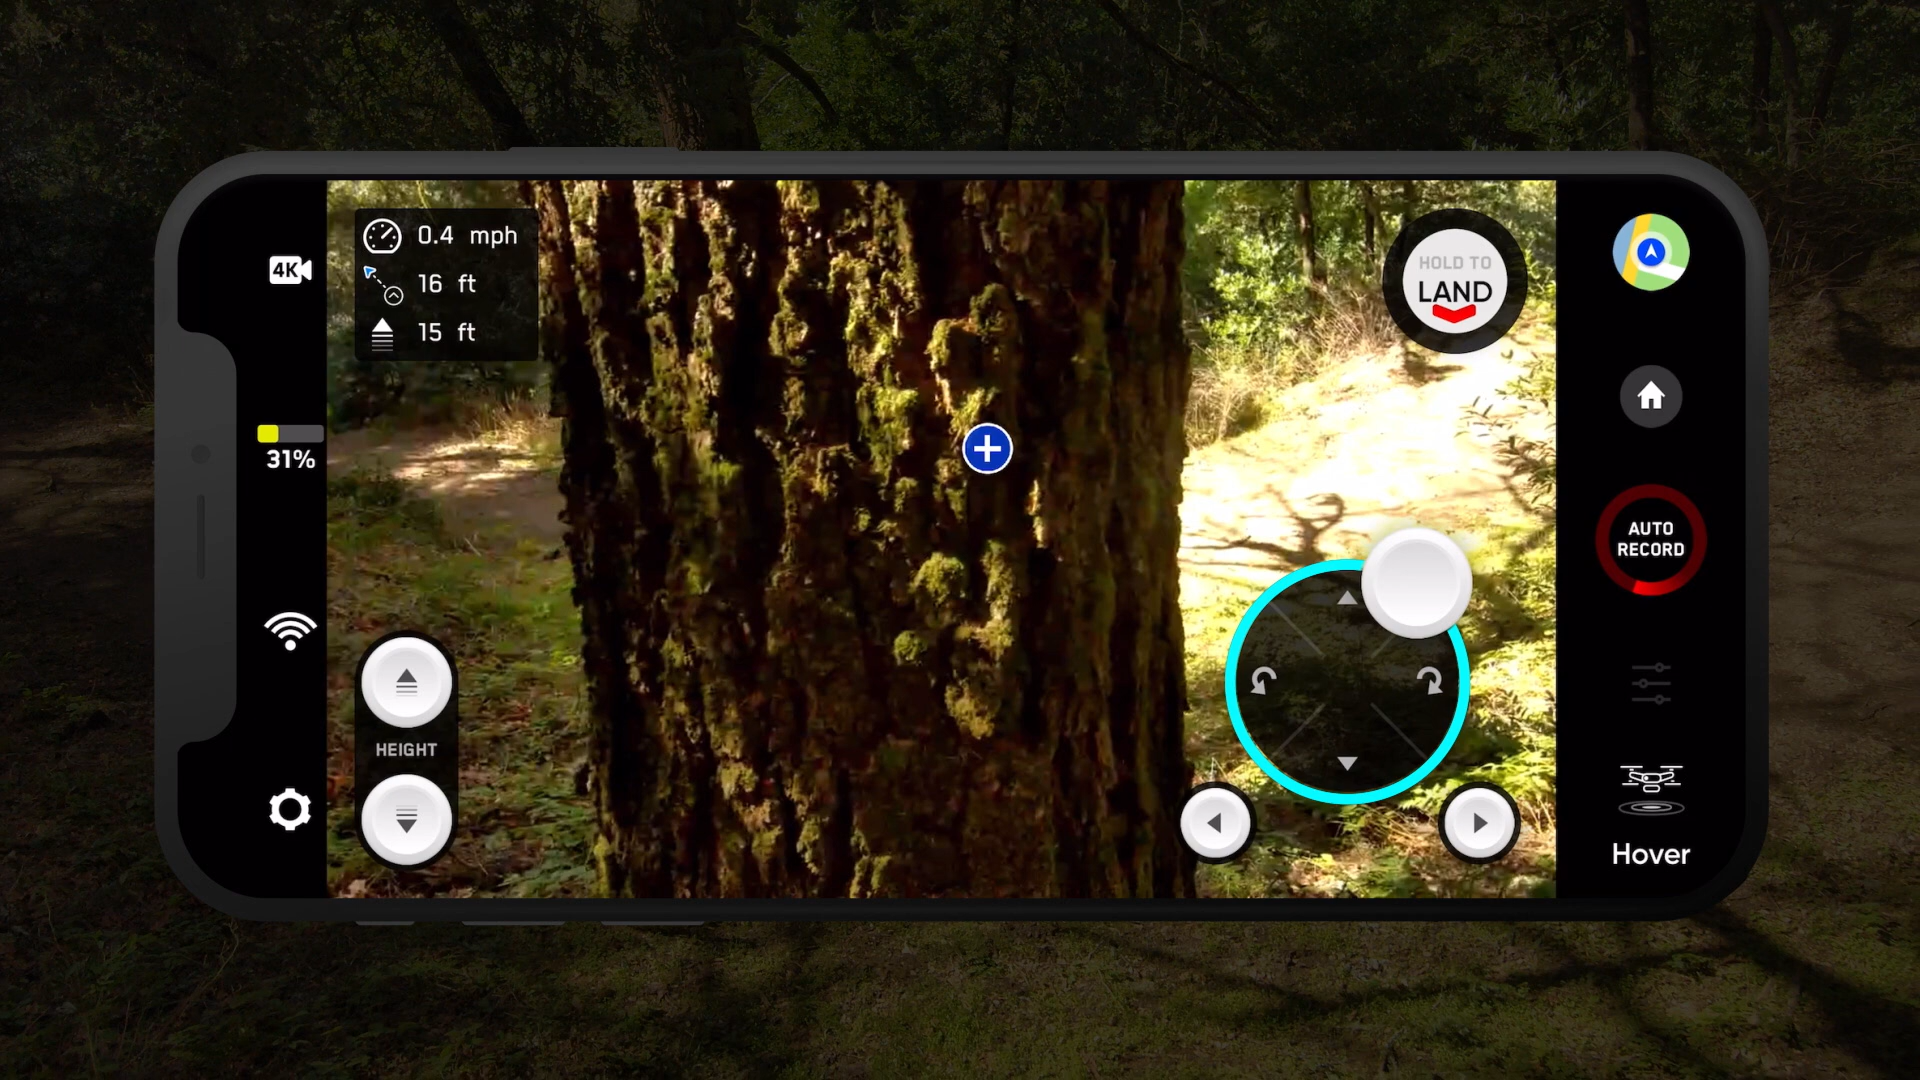 4K
0.4 mph
16 ft
15 ft
HOLD TO
LAND
31%
AUTO
RECORD
HEIGHT
Hover